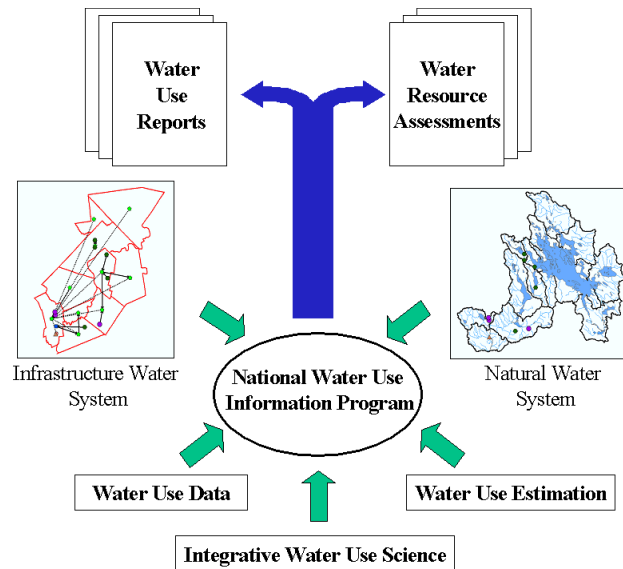 Water
Use
Reports
Water
Resource
Assessments
Infrastructure Water
System
Natural Water
System
National Water Use
Information Program
Water Use Data
Water Use Estimation
Integrative Water Use Science